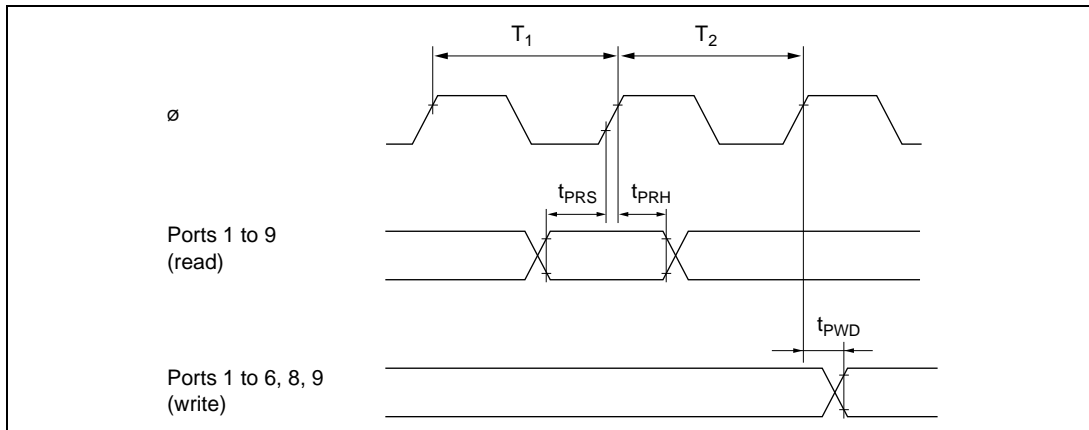 T1
T2
ø
tPRS
tPRH
Ports 1 to 9
(read)
tPWD
Ports 1 to 6, 8, 9
(write)